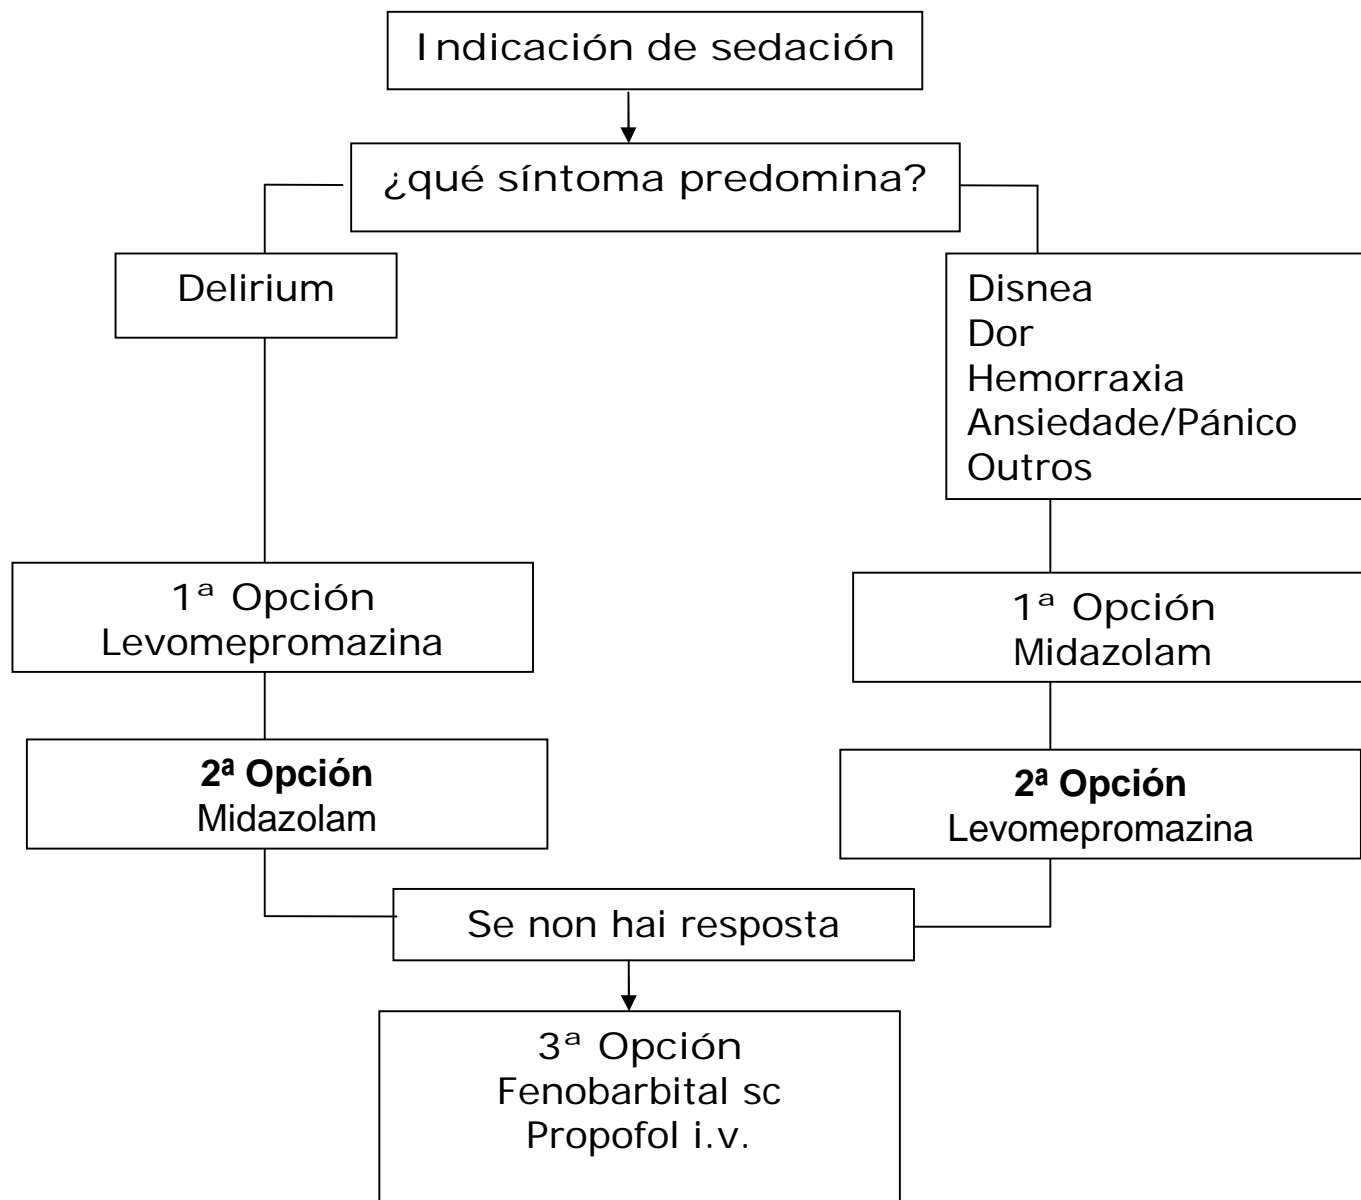 Indicación de sedación
¿qué síntoma predomina?
Delirium
Disnea
Dor
Hemorraxia
Ansiedade/Pánico
Outros
1ª Opción
Levomepromazina
1ª Opción
Midazolam
2ª Opción
Midazolam
2ª Opción
Levomepromazina
Se non hai resposta
3ª Opción
Fenobarbital sc
Propofol i.v.